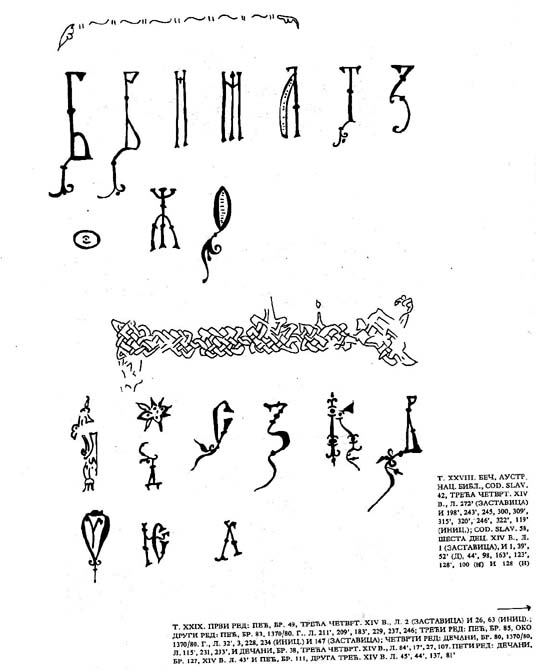 Т. XXVIII. БЕЧ, АУСТР.
НАЦ. БИБЛ., COD. SLAV.
42, ТРЕЋА ЧЕТВРТ. XIV
В., Л. 272' (ЗАСТАВИЦА)
И 198', 243', 245, 300, 309',
315', 320', 246', 322', 119'
(ИНИЦ.); COD. SLAV. 58,
ШЕСТА ДЕЦ. XIV В., Л.
1 (ЗАСТАВИЦА), И 1, 39',
52' (Д), 44', 98, 163', 123',
128', 100 (И) И 128 (Н)
Т. XXIX. ПРВИ РЕД: ПЕЋ, БР. 49, ТРЕЋА ЧЕТВРТ. XIV В., Л. 2 (ЗАСТАВИЦА) И 26, 63 (ИНИЦ.);
ДРУГИ РЕД: ПЕЋ, БР. 83, 1370/80. Г., Л. 211', 209', 183', 229, 237, 246; ТРЕЋИ РЕД: ПЕЋ, БР. 85, ОКО
1370/80. Г., Л. 32', 3, 228, 234 (ИНИЦ.) И 147 (ЗАСТАВИЦА); ЧЕТВРТИ РЕД: ДЕЧАНИ, БР. 80, 1370/80,
Л. 115', 231, 213', И ДЕЧАНИ, БР. 38, ТРЕЋА ЧЕТВРТ. XIV В., Л. 84', 17', 27, 107. ПЕТИ РЕД: ДЕЧАНИ,
БР. 127, XIV В. Л. 43' И ПЕЋ, БР. 111, ДРУГА ТРЕЋ. XIV В. Л. 45', 44', 137, 81'